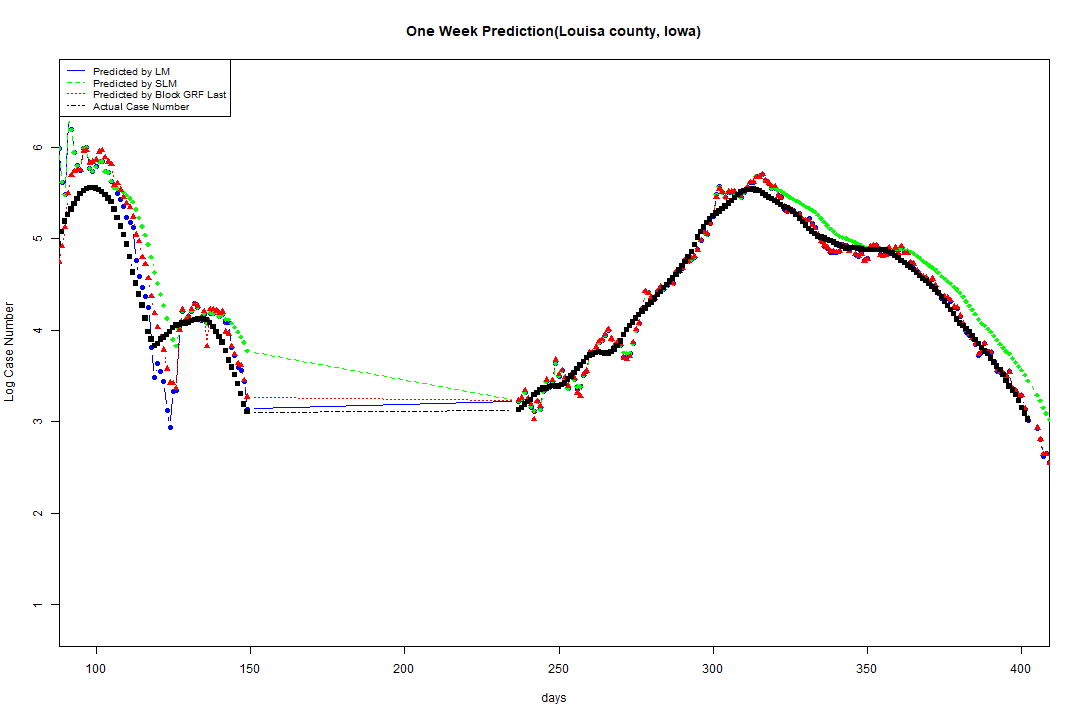 One Week Prediction(Louisa county, Iowa)
Predicted by LM
Predicted by SLM
Predicted by Block GRF Last
Actual Case Number
Log Case Number
6
5
4
3
2
1
100 150 200 250 300 350 400
days